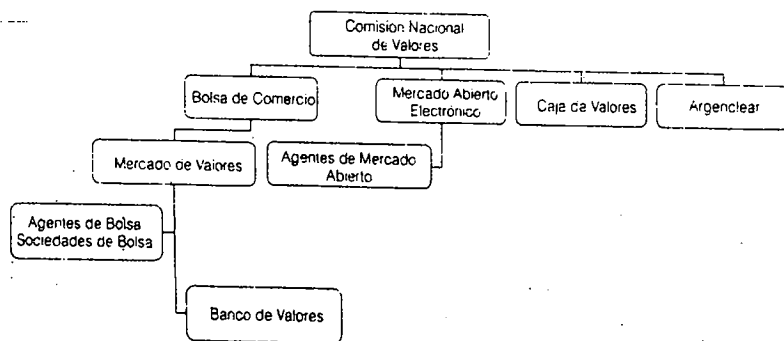 Comisión Nacional
de Valores
Bolsa de Comercio
Mercado Abierto
Electrónico
Caja de Valores
Argenclear
Mercado de Valores
Agentes de Mercado
Abierto
Agentes de Bolsa
Sociedades de Bolsa
Banco de Valores